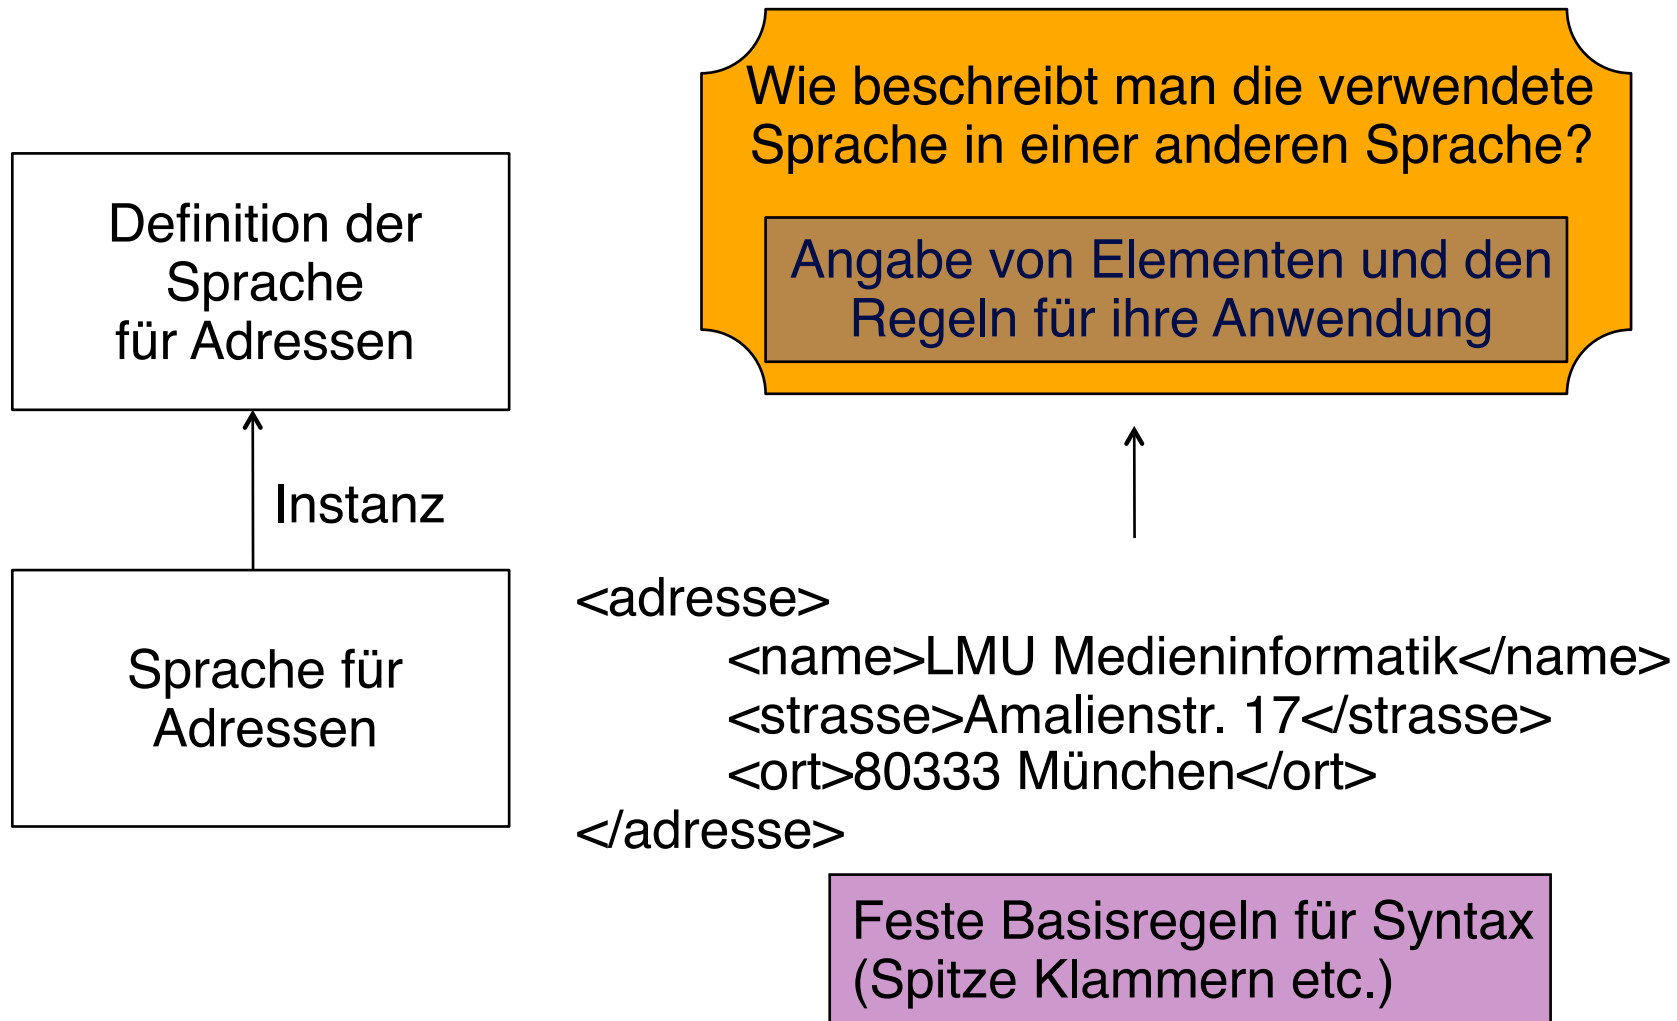 Wie beschreibt man die verwendete
Sprache in einer anderen Sprache?
Angabe von Elementen und den
Regeln für ihre Anwendung
Definition der
Sprache
für Adressen
Instanz
Sprache für
Adressen
<adresse>
<name>LMU Medieninformatik</name>
<strasse>Amalienstr. 17</strasse>
<ort>80333 München</ort>
</adresse>
Feste Basisregeln für Syntax
(Spitze Klammern etc.)